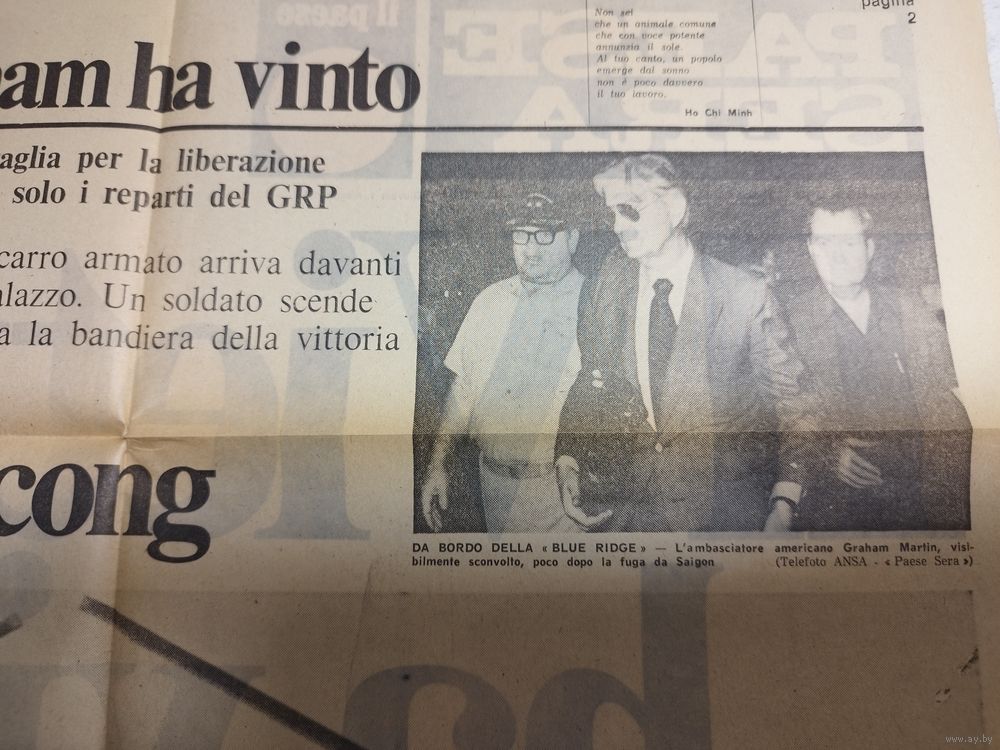 pagina
2
Non sei
che un animale comune
che con voce potente
annunzia il sole.
Al tuo canto, un popolo
emerge dal sonno
non è poco davvero
il tuo lavoro.
Ho Chi Minh
am ha vinto
aglia per la liberazione
solo i reparti del GRP
carro armato arriva davanti
alazzo. Un soldato scende
a la bandiera della vittoria
cong
DA BORDO DELLA « BLUE RIDGE » — L'ambasciatore americano Graham Martin, visi-
bilmente sconvolto, poco dopo la fuga da Saigon (Telefoto ANSA - « Paese Sera »)
www.ay.by